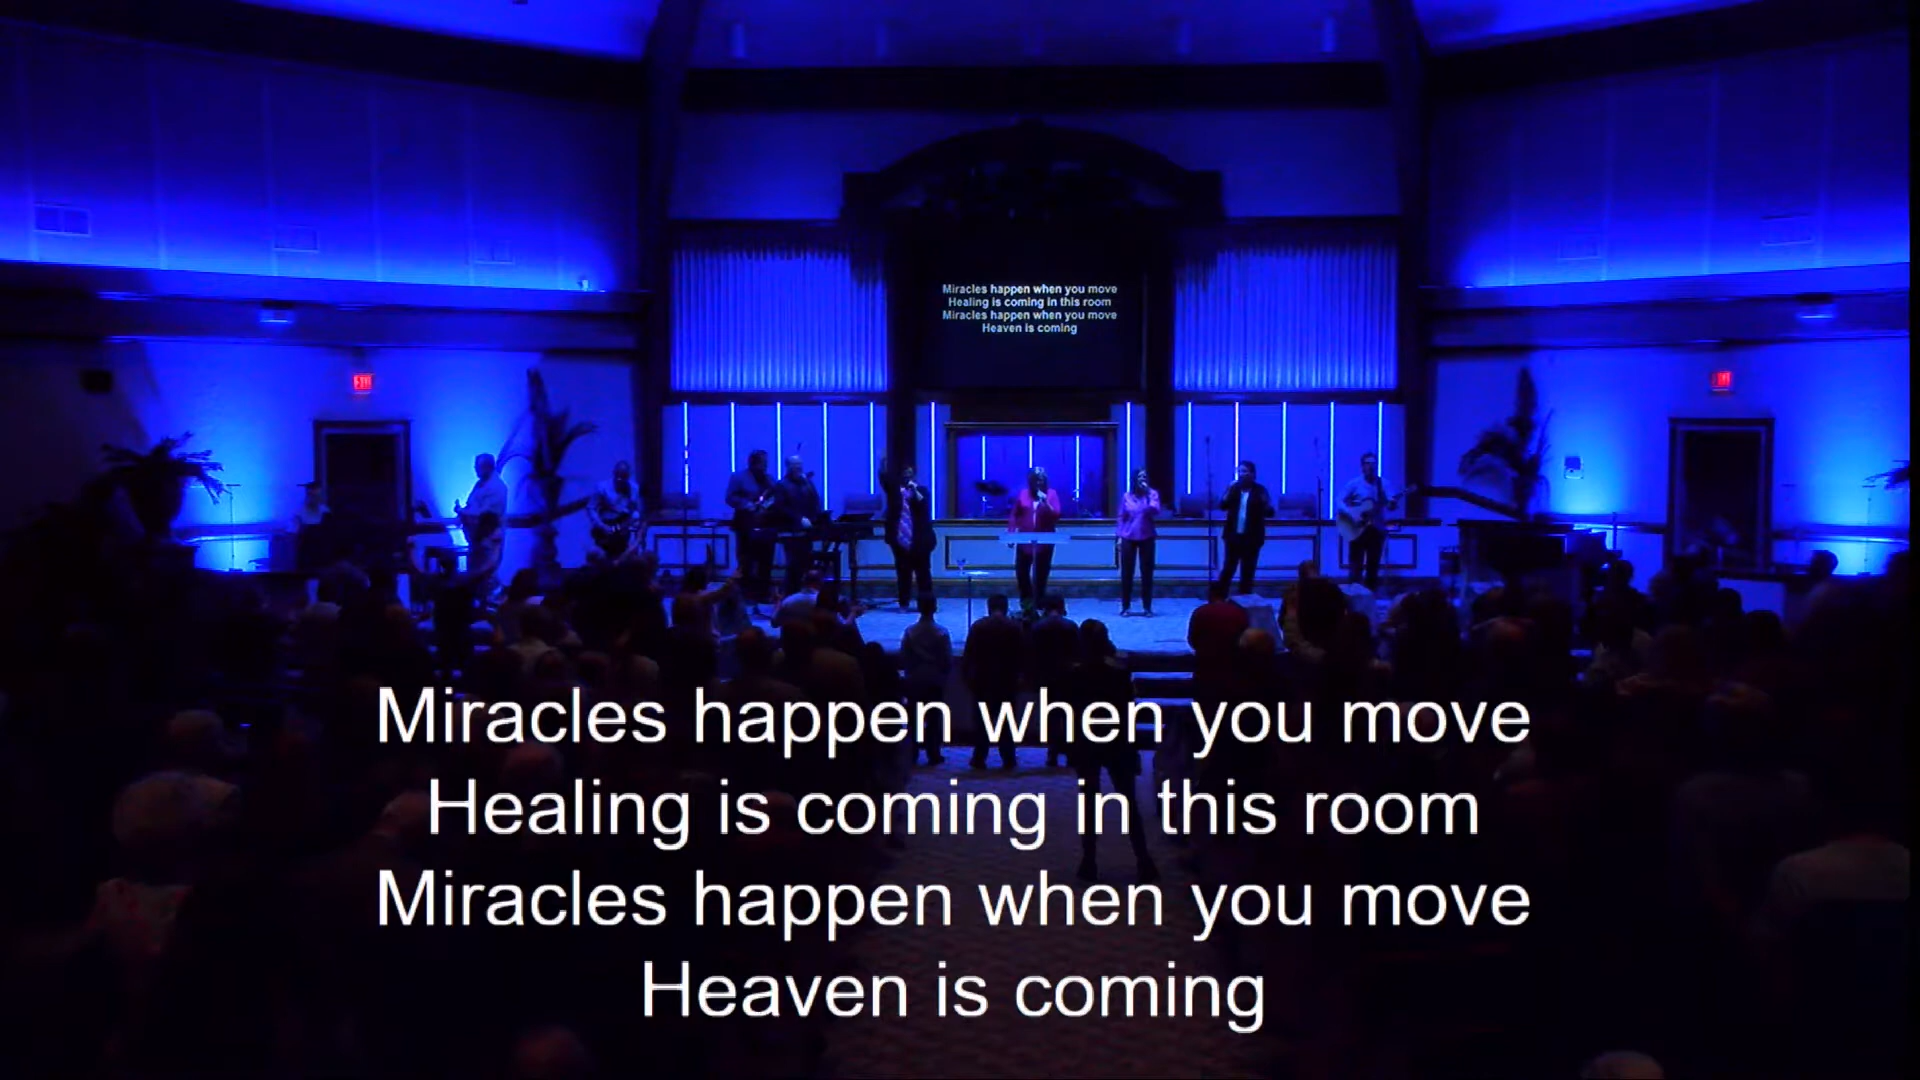 Miracles happen when you move
Healing is coming in this room
Miracles happen when you move
Heaven is coming
EXIT
Miracles happen when you move
Healing is coming in this room
Miracles happen when you move
Heaven is coming